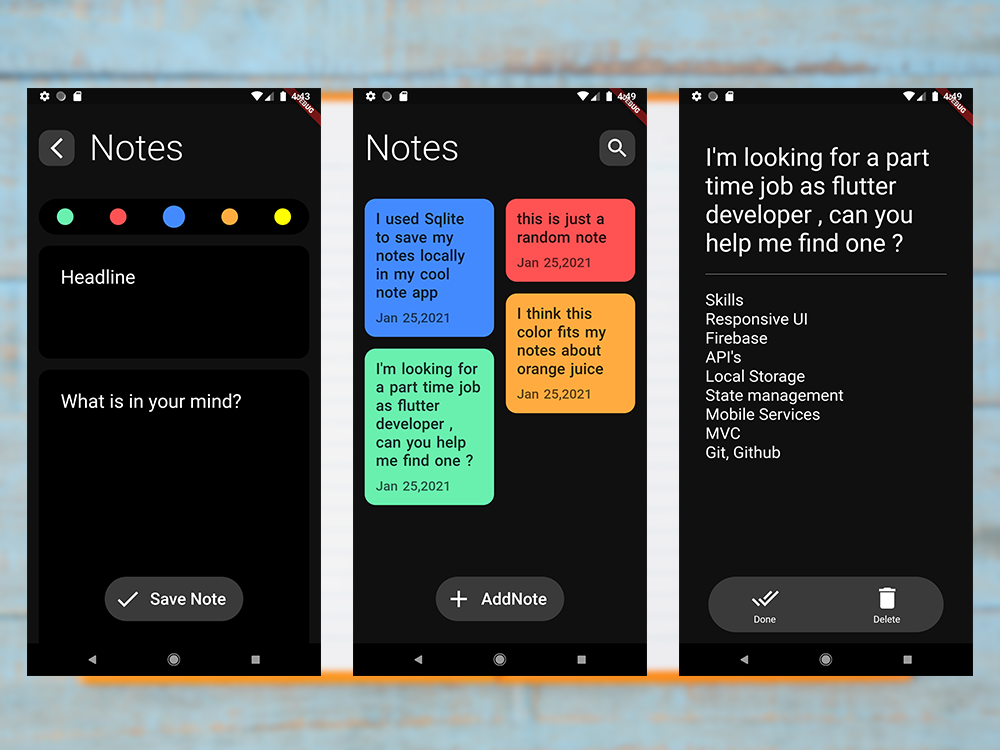 4:43
Notes
Headline
What is in your mind?
Save Note
4:49
Notes
I used Sqlite
to save my
notes locally
in my cool
note app
Jan 25,2021
I'm looking for
a part time job
as flutter
developer ,
can you help
me find one ?
Jan 25,2021
this is just a
random note
Jan 25,2021
I think this
color fits my
notes about
orange juice
Jan 25,2021
AddNote
4:49
I'm looking for a part
time job as flutter
developer , can you
help me find one ?
Skills
Responsive UI
Firebase
API's
Local Storage
State management
Mobile Services
MVC
Git, Github
Done
Delete